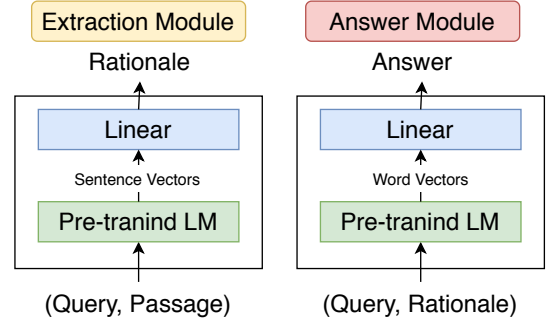 Extraction Module
Rationale
Linear
Sentence Vectors
Pre-tranind LM
(Query, Passage)
Answer Module
Answer
Linear
Word Vectors
Pre-tranind LM
(Query, Rationale)